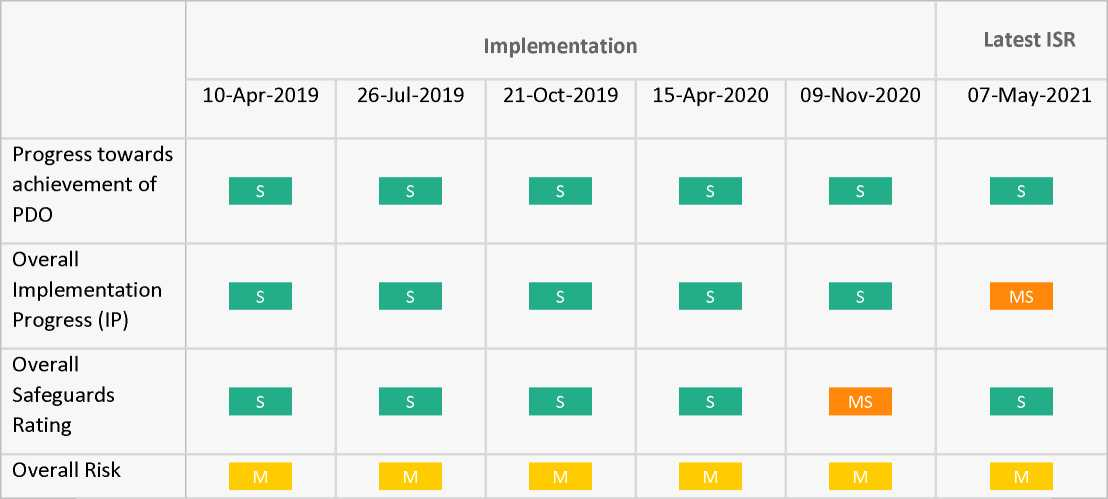 Implementation Latest ISR
10-Apr-2019 26-Jul-2019 21-Oct-2019 15-Apr-2020 09-Nov-2020 07-May-2021
Progress towards
achievement of
PDO
S S S S S S
Overall
Implementation
Progress (IP)
S S S S S MS
Overall
Safeguards
Rating
S S S S MS S
Overall Risk M M M M M M